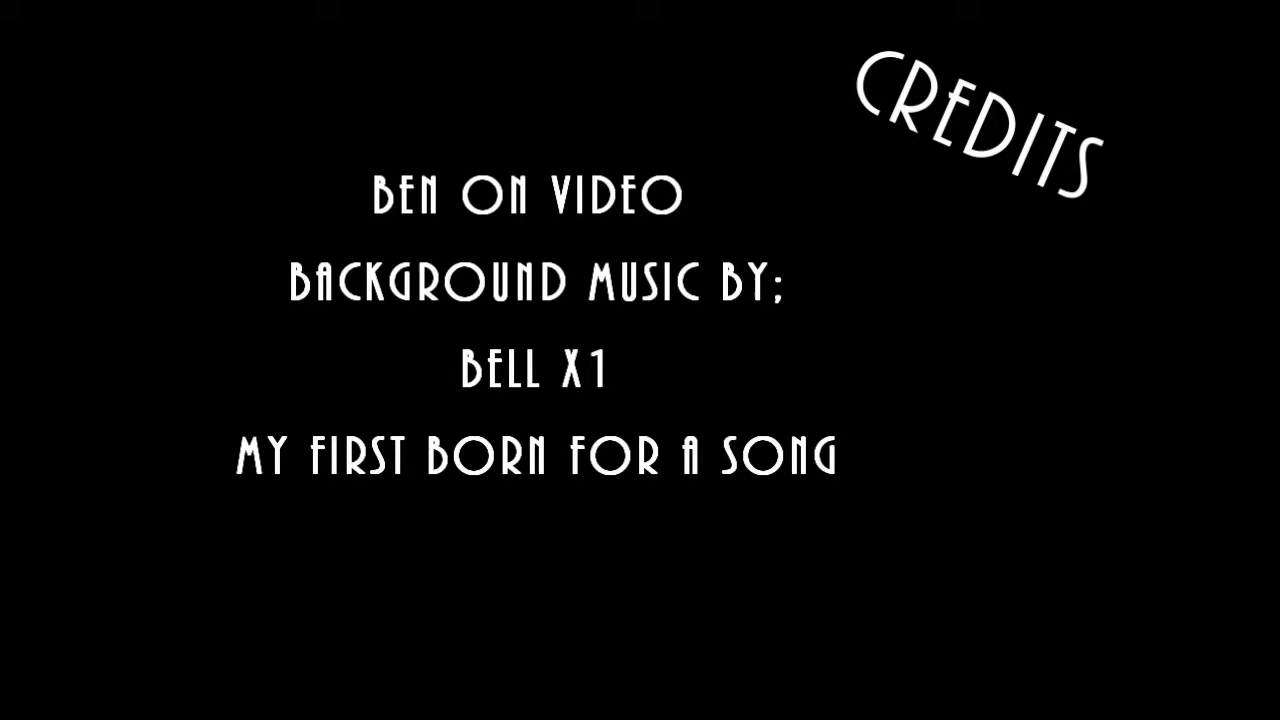 CREDITS
BEN ON VIDEO
BACKGROUND MUSIC BY;
BELL X1
MY FIRST BORN FOR A SONG